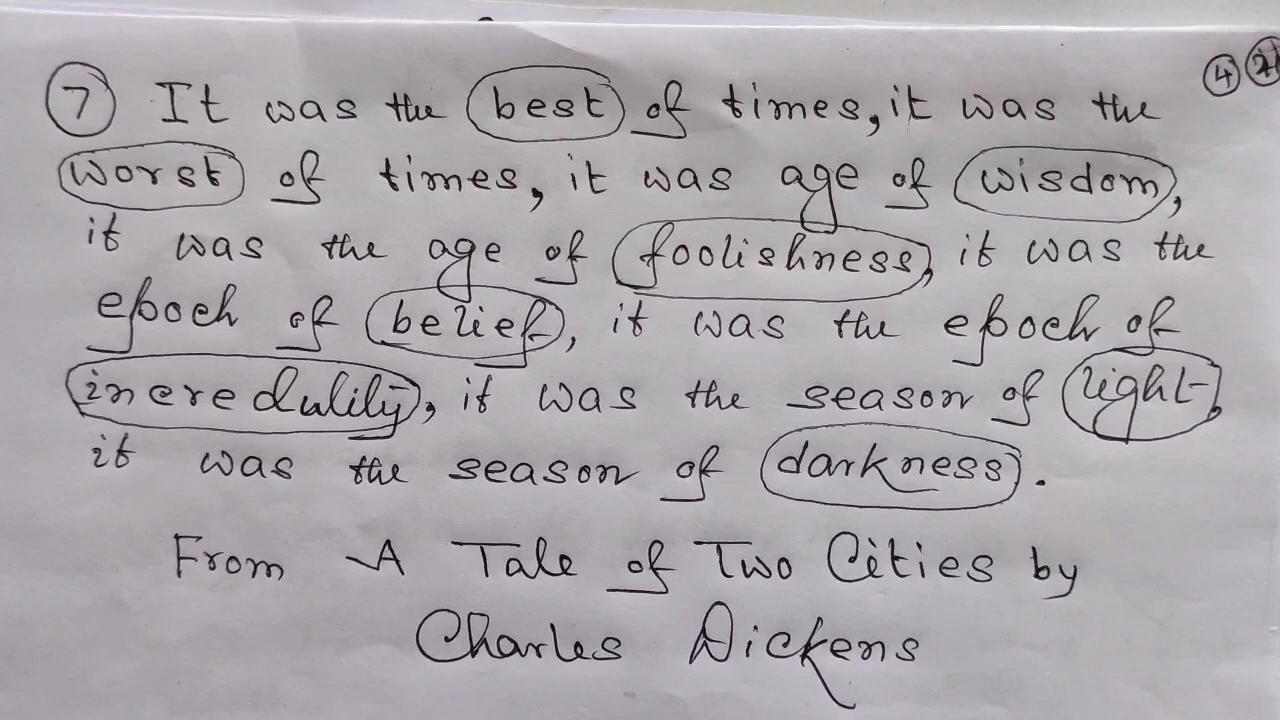 ④
⑦ It was the best of times, it was the
worst of times, it was age of wisdom,
it was the age of foolishness, it was the
epoch of belief, it was the epoch of
incredulity, it was the season of light,
it was the season of darkness.
From A Tale of Two Cities by
Charles Dickens